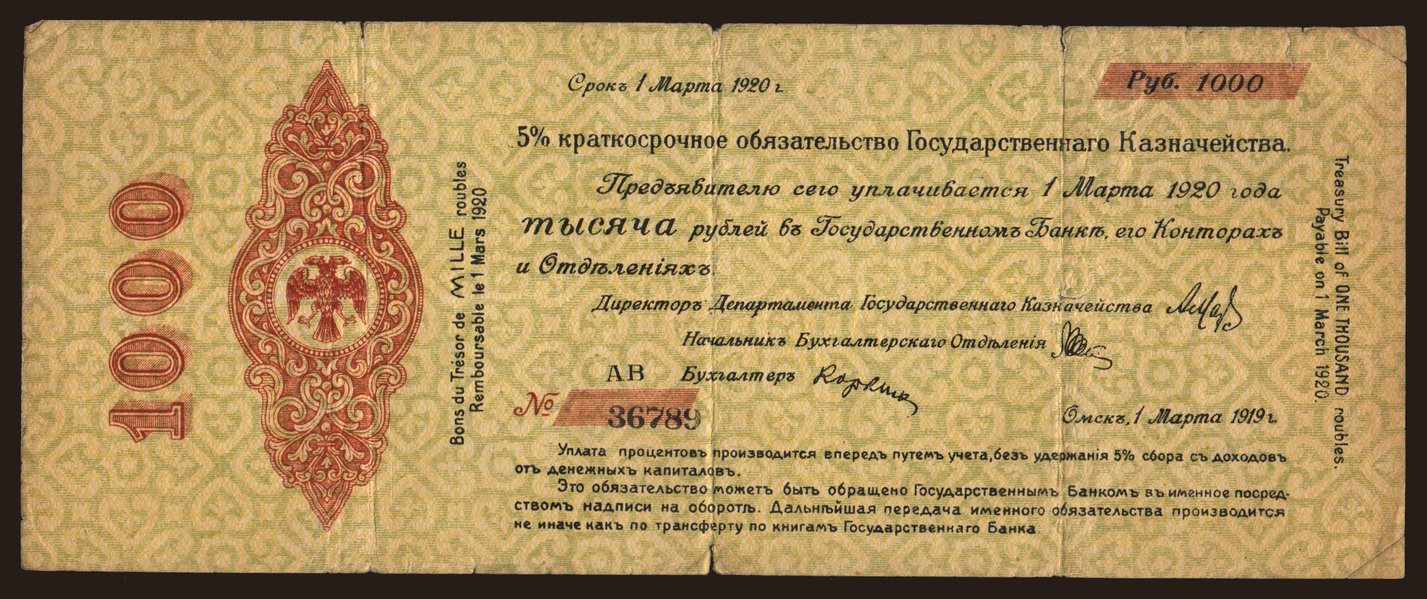 1000
Bons du Trésor de MILLE roubles
Remboursable le 1 Mars 1920
Срокъ 1 Марта 1920 г.
Руб. 1000
5% краткосрочное обязательство Государственнаго Казначейства.
Предъявителю сего уплачивается 1 Марта 1920 года
тысяча рублей въ Государственномъ Банкѣ, его Конторахъ
и Отдѣленіяхъ.
Директоръ Департамента Государственнаго Казначейства
Начальникъ Бухгалтерскаго Отдѣленія
АВ Бухгалтеръ
№ 36789
Омскъ, 1 Марта 1919 г.
Уплата процентовъ производится впередъ путемъ учета, безъ удержанія 5% сбора съ доходовъ
отъ денежныхъ капиталовъ.
Это обязательство можетъ быть обращено Государственнымъ Банкомъ въ именное посред-
ствомъ надписи на оборотѣ. Дальнѣйшая передача именного обязательства производится
не иначе какъ по трансферту по книгамъ Государственнаго Банка.
Treasury Bill of ONE THOUSAND roubles.
Payable on 1 March 1920.